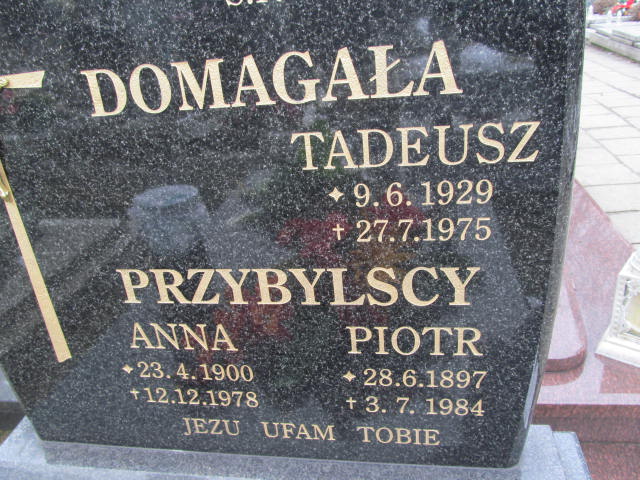 DOMAGAŁA
TADEUSZ
9.6.1929
✝ 27.7.1975
PRZYBYLSCY
ANNA PIOTR
23.4.1900 28.6.1897
✝ 12.12.1978 ✝ 3.7.1984
JEZU UFAM TOBIE